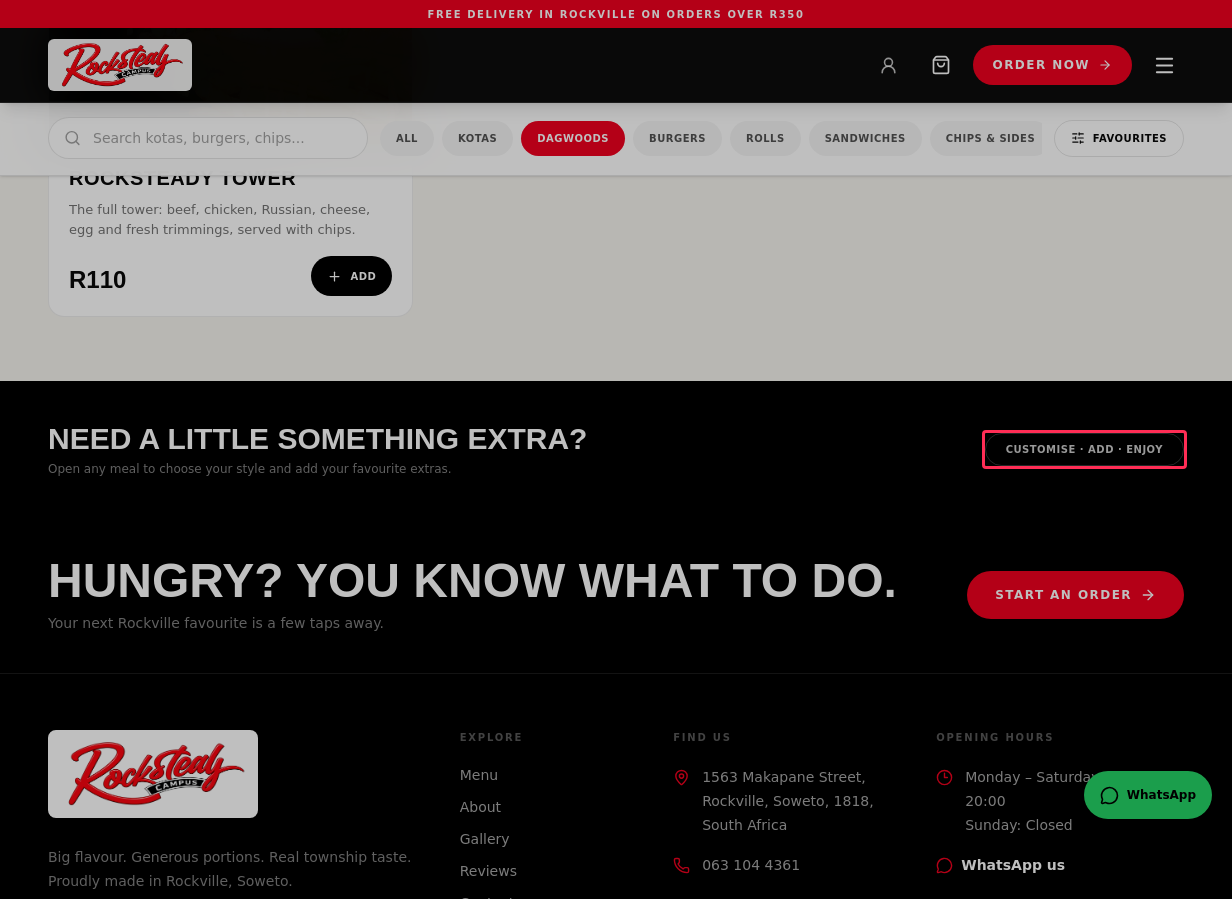 FREE DELIVERY IN ROCKVILLE ON ORDERS OVER R350
Rocksteady
CAMPUS
ORDER NOW
Search kotas, burgers, chips...
ALL
KOTAS
DAGWOODS
BURGERS
ROLLS
SANDWICHES
CHIPS & SIDES
FAVOURITES
ROCKSTEADY TOWER
The full tower: beef, chicken, Russian, cheese,
egg and fresh trimmings, served with chips.
R110
ADD
NEED A LITTLE SOMETHING EXTRA?
Open any meal to choose your style and add your favourite extras.
CUSTOMISE · ADD · ENJOY
HUNGRY? YOU KNOW WHAT TO DO.
Your next Rockville favourite is a few taps away.
START AN ORDER
Rocksteady
CAMPUS
Big flavour. Generous portions. Real township taste.
Proudly made in Rockville, Soweto.
EXPLORE
Menu
About
Gallery
Reviews
FIND US
1563 Makapane Street,
Rockville, Soweto, 1818,
South Africa
063 104 4361
OPENING HOURS
Monday – Saturday
20:00
Sunday: Closed
WhatsApp us
WhatsApp